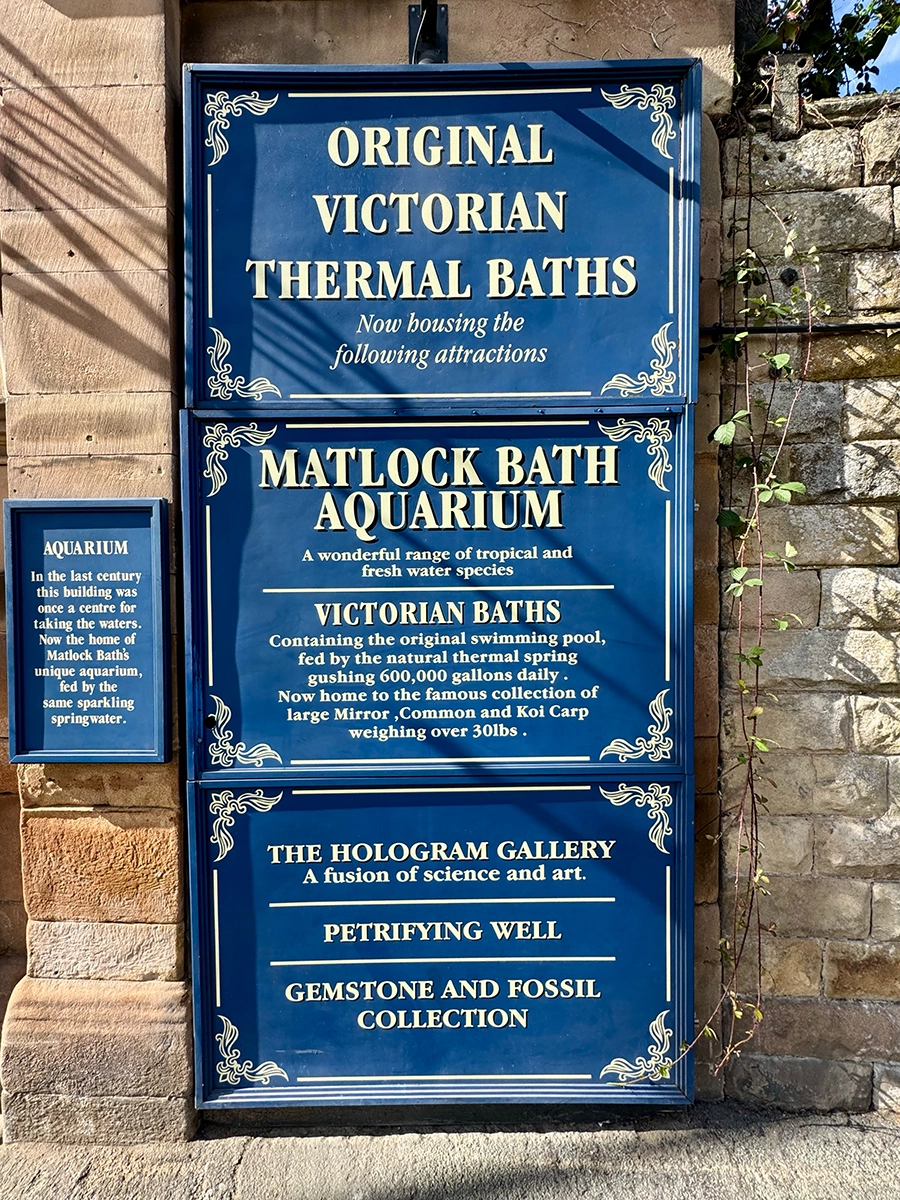 ORIGINAL
VICTORIAN
THERMAL BATHS
Now housing the
following attractions
MATLOCK BATH
AQUARIUM
A wonderful range of tropical and
fresh water species
VICTORIAN BATHS
Containing the original swimming pool,
fed by the natural thermal spring
gushing 600,000 gallons daily .
Now home to the famous collection of
large Mirror ,Common and Koi Carp
weighing over 30lbs .
THE HOLOGRAM GALLERY
A fusion of science and art.
PETRIFYING WELL
GEMSTONE AND FOSSIL
COLLECTION
AQUARIUM
In the last century
this building was
once a centre for
taking the waters.
Now the home of
Matlock Bath's
unique aquarium,
fed by the
same sparkling
springwater.